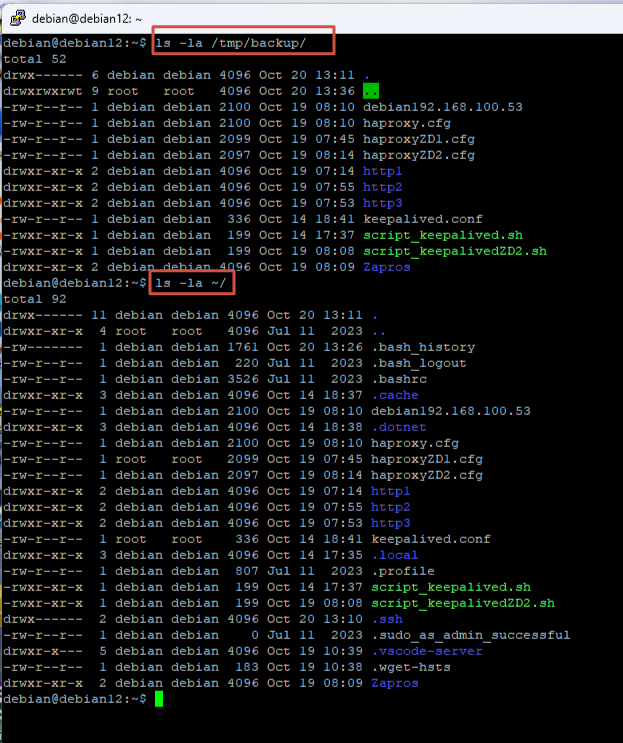 debian@debian12: ~
debian@debian12:~$ ls -la /tmp/backup/
total 52
drwx------ 6 debian debian 4096 Oct 20 13:11 .
drwxrwxrwt 9 root   root   4096 Oct 20 13:36 ..
-rw-r--r-- 1 debian debian 2100 Oct 19 08:10 debian192.168.100.53
-rw-r--r-- 1 debian debian 2100 Oct 19 08:10 haproxy.cfg
-rw-r--r-- 1 debian debian 2099 Oct 19 07:45 haproxyZD1.cfg
-rw-r--r-- 1 debian debian 2097 Oct 19 08:14 haproxyZD2.cfg
drwxr-xr-x 2 debian debian 4096 Oct 19 07:14 http1
drwxr-xr-x 2 debian debian 4096 Oct 19 07:55 http2
drwxr-xr-x 2 debian debian 4096 Oct 19 07:53 http3
-rw-r--r-- 1 debian debian  336 Oct 14 18:41 keepalived.conf
-rwxr-xr-x 1 debian debian  199 Oct 14 17:37 script_keepalived.sh
-rwxr-xr-x 1 debian debian  199 Oct 19 08:08 script_keepalivedZD2.sh
drwxr-xr-x 2 debian debian 4096 Oct 19 08:09 Zapros
debian@debian12:~$ ls -la ~/
total 92
drwx------ 11 debian debian 4096 Oct 20 13:11 .
drwxr-xr-x  4 root   root   4096 Jul 11  2023 ..
-rw-------  1 debian debian 1761 Oct 20 13:26 .bash_history
-rw-r--r--  1 debian debian  220 Jul 11  2023 .bash_logout
-rw-r--r--  1 debian debian 3526 Jul 11  2023 .bashrc
drwxr-xr-x  3 debian debian 4096 Oct 14 18:37 .cache
-rw-r--r--  1 debian debian 2100 Oct 19 08:10 debian192.168.100.53
drwxr-xr-x  3 debian debian 4096 Oct 14 18:38 .dotnet
-rw-r--r--  1 debian debian 2100 Oct 19 08:10 haproxy.cfg
-rw-r--r--  1 root   root   2099 Oct 19 07:45 haproxyZD1.cfg
-rw-r--r--  1 debian debian 2097 Oct 19 08:14 haproxyZD2.cfg
drwxr-xr-x  2 debian debian 4096 Oct 19 07:14 http1
drwxr-xr-x  2 debian debian 4096 Oct 19 07:55 http2
drwxr-xr-x  2 debian debian 4096 Oct 19 07:53 http3
-rw-r--r--  1 root   root    336 Oct 14 18:41 keepalived.conf
drwxr-xr-x  3 debian debian 4096 Oct 14 17:35 .local
-rw-r--r--  1 debian debian  807 Jul 11  2023 .profile
-rwxr-xr-x  1 debian debian  199 Oct 14 17:37 script_keepalived.sh
-rwxr-xr-x  1 debian debian  199 Oct 19 08:08 script_keepalivedZD2.sh
drwx------  2 debian debian 4096 Oct 20 13:10 .ssh
-rw-r--r--  1 debian debian    0 Jul 11  2023 .sudo_as_admin_successful
drwxr-x---  5 debian debian 4096 Oct 19 10:39 .vscode-server
-rw-r--r--  1 debian debian  183 Oct 19 10:38 .wget-hsts
drwxr-xr-x  2 debian debian 4096 Oct 19 08:09 Zapros
debian@debian12:~$